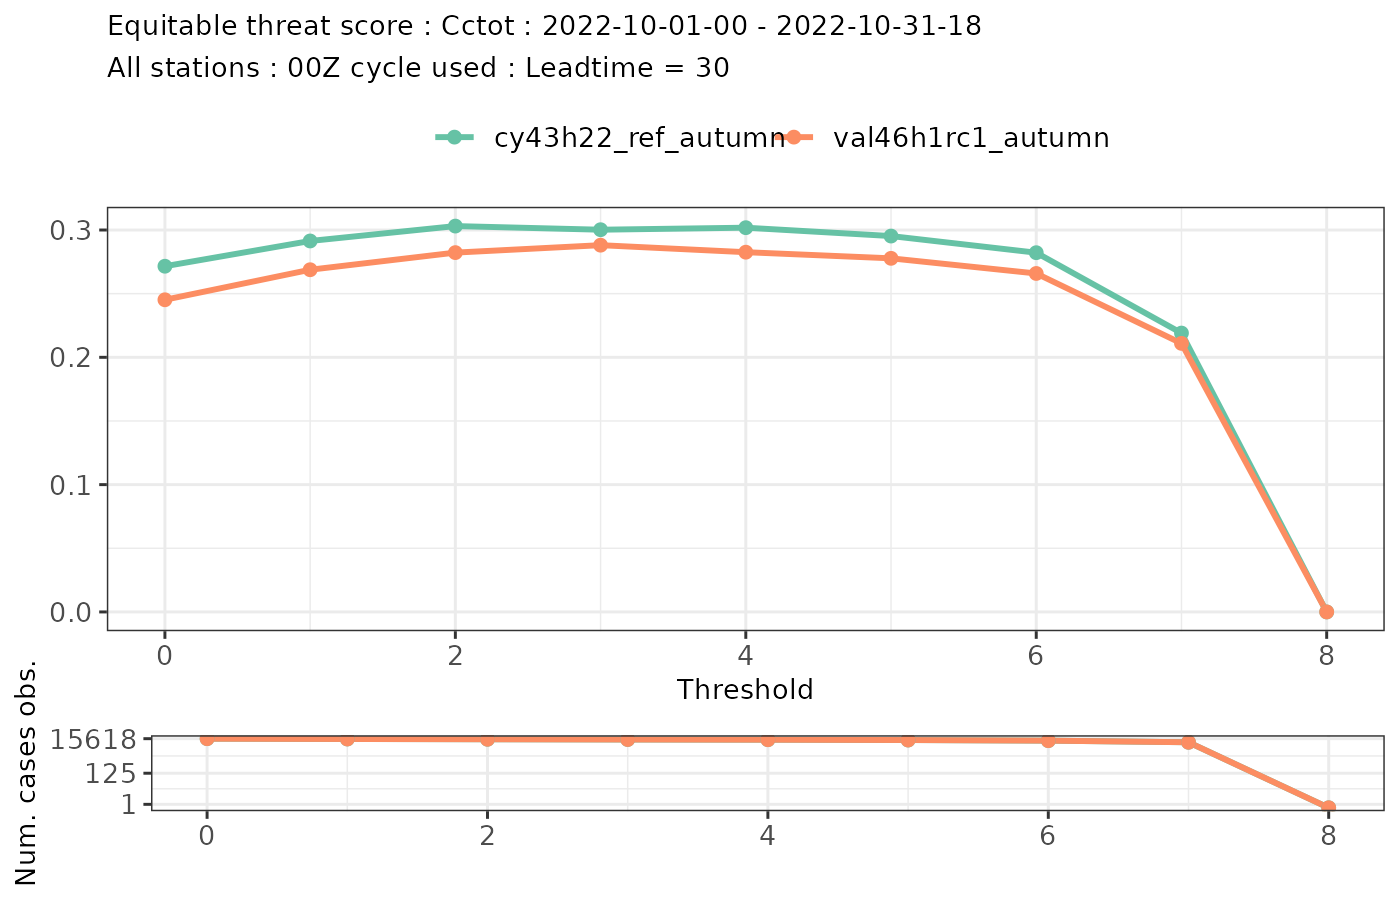 Equitable threat score : Cctot : 2022-10-01-00 - 2022-10-31-18
All stations : 00Z cycle used : Leadtime = 30
cy43h22_ref_autumn val46h1rc1_autumn
0.3
0.2
0.1
0.0
0 2 4 6 8
Threshold
Num. cases obs.
15618
125
1
0 2 4 6 8